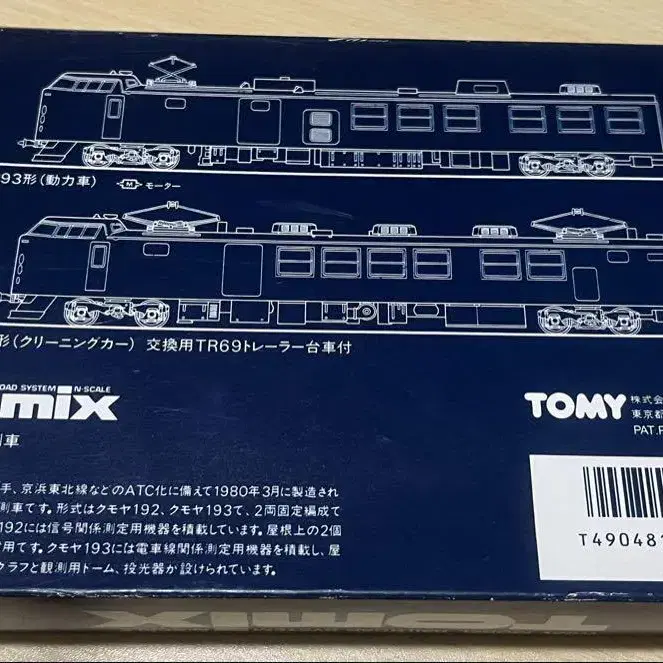 93形(動力車) M モーター
形(クリーニングカー) 交換用TR69トレーラー台車付
OAD SYSTEM N-SCALE
mix
TOMY 株式会
東京都
PAT.P
車
手、京浜東北線などのATC化に備えて1980年3月に製造され
測車です。形式はクモヤ192、クモヤ193で、2両固定編成て
192には信号関係測定用機器を積載しています。屋根上の2個
用です。クモヤ193には電車線関係測定用機器を積載し、屋
クラフと観測用ドーム、投光器が設けられています。
T490481
mix